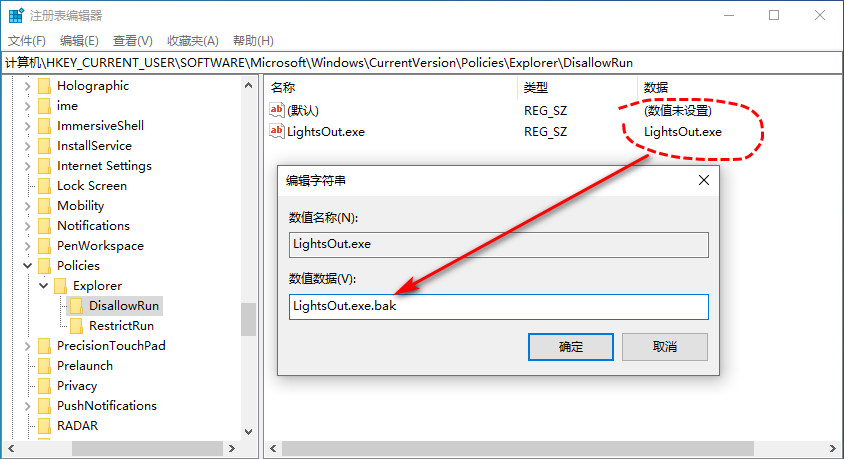 注册表编辑器
文件(F) 编辑(E) 查看(V) 收藏夹(A) 帮助(H)
计算机\HKEY_CURRENT_USER\SOFTWARE\Microsoft\Windows\CurrentVersion\Policies\Explorer\DisallowRun
Holographic
ime
ImmersiveShell
InstallService
Internet Settings
Lock Screen
Mobility
Notifications
PenWorkspace
Policies
Explorer
DisallowRun
RestrictRun
PrecisionTouchPad
Prelaunch
Privacy
PushNotifications
RADAR
名称 类型 数据
ab (默认) REG_SZ (数值未设置)
ab LightsOut.exe REG_SZ LightsOut.exe
编辑字符串
数值名称(N):
LightsOut.exe
数值数据(V):
LightsOut.exe.bak
确定 取消